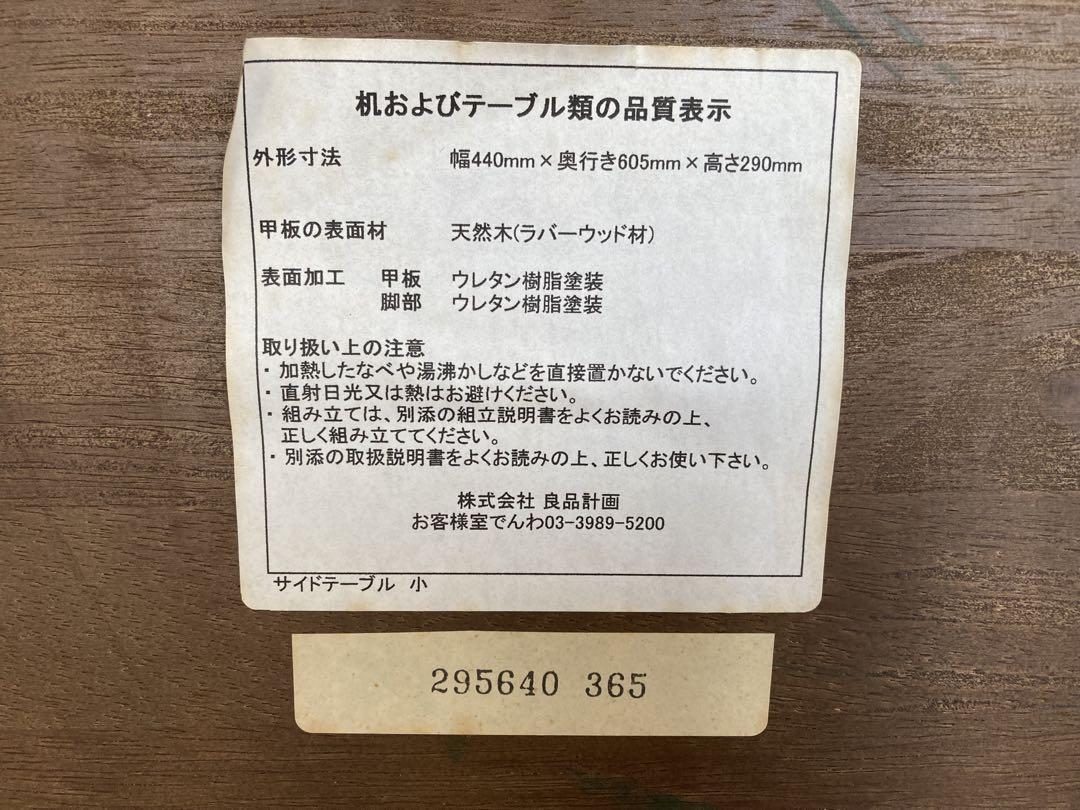 机およびテーブル類の品質表示
外形寸法 幅440mm×奥行き605mm×高さ290mm
甲板の表面材 天然木(ラバーウッド材)
表面加工 甲板 ウレタン樹脂塗装
脚部 ウレタン樹脂塗装
取り扱い上の注意
・加熱したなべや湯沸かしなどを直接置かないでください。
・直射日光又は熱はお避けください。
・組み立ては、別添の組立説明書をよくお読みの上、
正しく組み立ててください。
・別添の取扱説明書をよくお読みの上、正しくお使い下さい。
株式会社 良品計画
お客様室でんわ03-3989-5200
サイドテーブル 小
295640 365